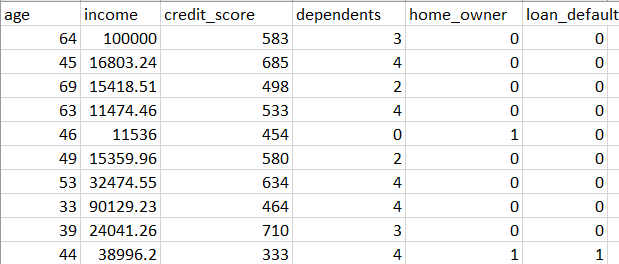 age income credit_score dependents home_owner loan_default
64 100000 583 3 0 0
45 16803.24 685 4 0 0
69 15418.51 498 2 0 0
63 11474.46 533 4 0 0
46 11536 454 0 1 0
49 15359.96 580 2 0 0
53 32474.55 634 4 0 0
33 90129.23 464 4 0 0
39 24041.26 710 3 0 0
44 38996.2 333 4 1 1